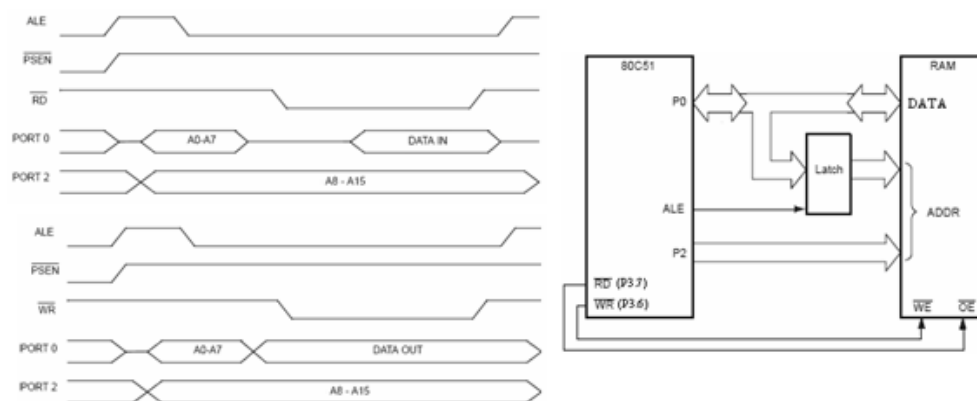 ALE
PSEN
RD
PORT 0 A0-A7 DATA IN
PORT 2 A8 - A15
ALE
PSEN
WR
PORT 0 A0-A7 DATA OUT
PORT 2 A8 - A15
80C51
RAM
P0
DATA
Latch
ALE
ADDR
P2
RD (P3.7)
WR (P3.6)
WE
OE